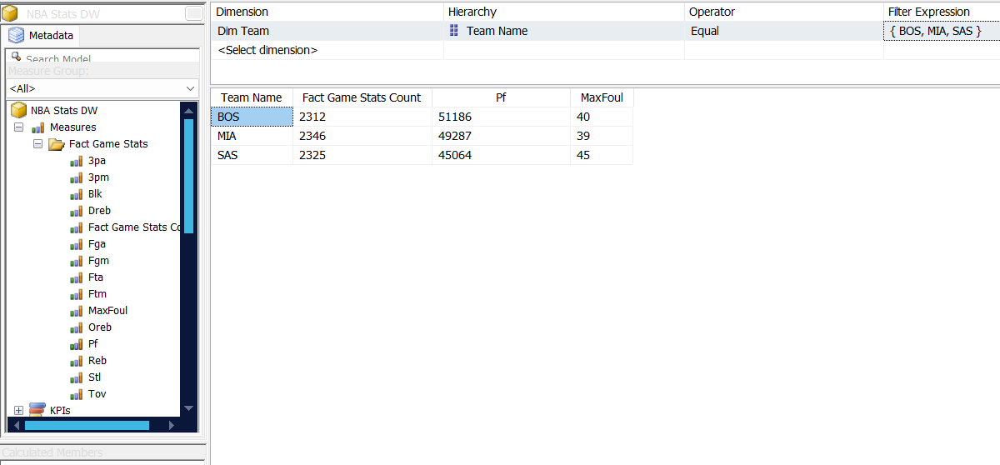 NBA Stats DW
Metadata
Search Model
Measure Group:
<All>
NBA Stats DW
Measures
Fact Game Stats
3pa
3pm
Blk
Dreb
Fact Game Stats Co
Fga
Fgm
Fta
Ftm
MaxFoul
Oreb
Pf
Reb
Stl
Tov
KPIs
Calculated Members
Dimension Hierarchy Operator Filter Expression
Dim Team Team Name Equal { BOS, MIA, SAS }
<Select dimension>
Team Name Fact Game Stats Count Pf MaxFoul
BOS 2312 51186 40
MIA 2346 49287 39
SAS 2325 45064 45